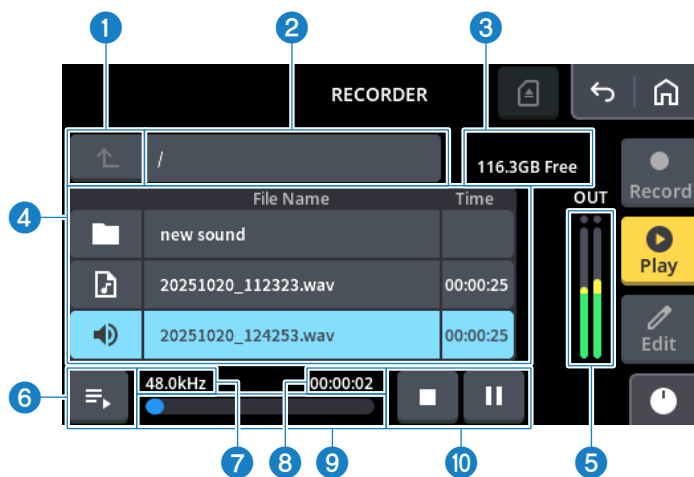 1 2 3
RECORDER
/
116.3GB Free
Record
4
File Name Time
OUT
new sound
Play
20251020_112323.wav 00:00:25
20251020_124253.wav 00:00:25
Edit
6
48.0kHz 00:00:02
7 8 9 10 5